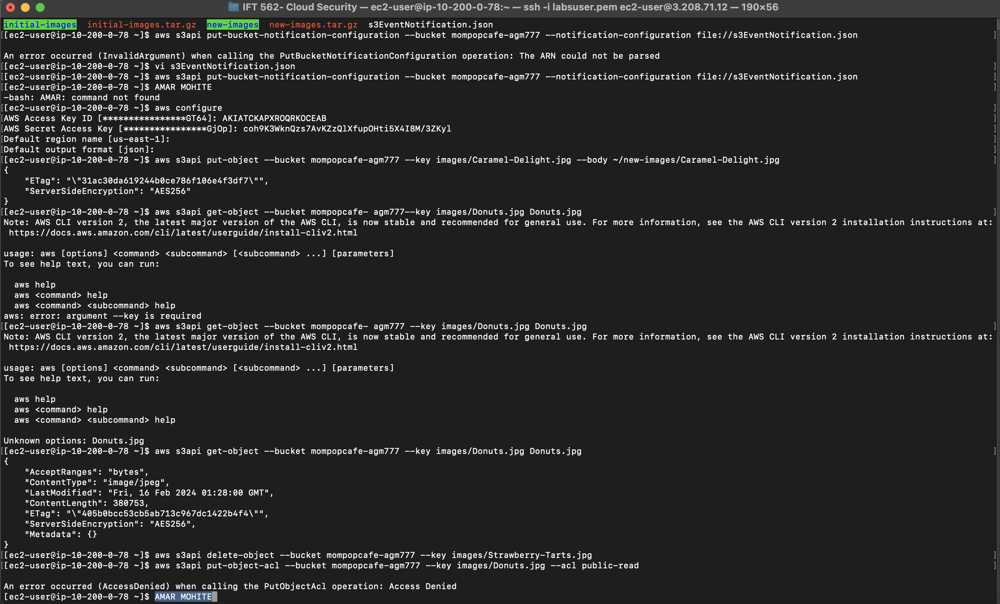 IFT 562- Cloud Security — ec2-user@ip-10-200-0-78:~ — ssh -i labsuser.pem ec2-user@3.208.71.12 — 190×56
initial-images  initial-images.tar.gz  new-images  new-images.tar.gz  s3EventNotification.json
[[ec2-user@ip-10-200-0-78 ~]$ aws s3api put-bucket-notification-configuration --bucket mompopcafe-agm777 --notification-configuration file://s3EventNotification.json ]

An error occurred (InvalidArgument) when calling the PutBucketNotificationConfiguration operation: The ARN could not be parsed
[[ec2-user@ip-10-200-0-78 ~]$ vi s3EventNotification.json ]
[[ec2-user@ip-10-200-0-78 ~]$ aws s3api put-bucket-notification-configuration --bucket mompopcafe-agm777 --notification-configuration file://s3EventNotification.json ]
[[ec2-user@ip-10-200-0-78 ~]$ AMAR MOHITE ]
-bash: AMAR: command not found
[[ec2-user@ip-10-200-0-78 ~]$ aws configure ]
[AWS Access Key ID [****************GT64]: AKIATCKAPXROQRKOCEAB ]
[AWS Secret Access Key [****************GjOp]: 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 ]
[Default region name [us-east-1]: ]
[Default output format [json]: ]
[[ec2-user@ip-10-200-0-78 ~]$ aws s3api put-object --bucket mompopcafe-agm777 --key images/Caramel-Delight.jpg --body ~/new-images/Caramel-Delight.jpg ]
{
    "ETag": "\"31ac30da619244b0ce786f106e4f3df7\"",
    "ServerSideEncryption": "AES256"
}
[[ec2-user@ip-10-200-0-78 ~]$ aws s3api get-object --bucket mompopcafe- agm777--key images/Donuts.jpg Donuts.jpg ]
Note: AWS CLI version 2, the latest major version of the AWS CLI, is now stable and recommended for general use. For more information, see the AWS CLI version 2 installation instructions at:
 https://docs.aws.amazon.com/cli/latest/userguide/install-cliv2.html

usage: aws [options] <command> <subcommand> [<subcommand> ...] [parameters]
To see help text, you can run:

  aws help
  aws <command> help
  aws <command> <subcommand> help
aws: error: argument --key is required
[[ec2-user@ip-10-200-0-78 ~]$ aws s3api get-object --bucket mompopcafe- agm777 --key images/Donuts.jpg Donuts.jpg ]
Note: AWS CLI version 2, the latest major version of the AWS CLI, is now stable and recommended for general use. For more information, see the AWS CLI version 2 installation instructions at:
 https://docs.aws.amazon.com/cli/latest/userguide/install-cliv2.html

usage: aws [options] <command> <subcommand> [<subcommand> ...] [parameters]
To see help text, you can run:

  aws help
  aws <command> help
  aws <command> <subcommand> help

Unknown options: Donuts.jpg
[[ec2-user@ip-10-200-0-78 ~]$ aws s3api get-object --bucket mompopcafe-agm777 --key images/Donuts.jpg Donuts.jpg ]
{
    "AcceptRanges": "bytes",
    "ContentType": "image/jpeg",
    "LastModified": "Fri, 16 Feb 2024 01:28:00 GMT",
    "ContentLength": 380753,
    "ETag": "\"405b0bcc53cb5ab713c967dc1422b4f4\"",
    "ServerSideEncryption": "AES256",
    "Metadata": {}
}
[[ec2-user@ip-10-200-0-78 ~]$ aws s3api delete-object --bucket mompopcafe-agm777 --key images/Strawberry-Tarts.jpg ]
[[ec2-user@ip-10-200-0-78 ~]$ aws s3api put-object-acl --bucket mompopcafe-agm777 --key images/Donuts.jpg --acl public-read ]

An error occurred (AccessDenied) when calling the PutObjectAcl operation: Access Denied
[ec2-user@ip-10-200-0-78 ~]$ AMAR MOHITE